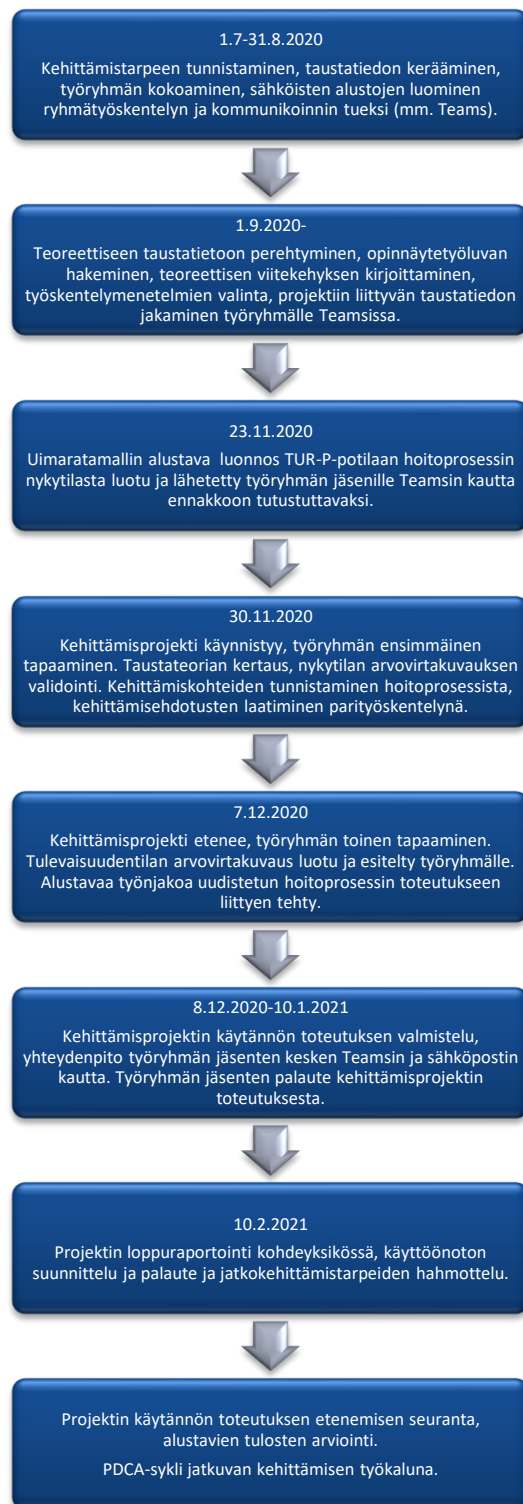 1.7-31.8.2020
Kehittämistarpeen tunnistaminen, taustatiedon kerääminen,
työryhmän kokoaminen, sähköisten alustojen luominen
ryhmätyöskentelyn ja kommunikoinnin tueksi (mm. Teams).
1.9.2020-
Teoreettiseen taustatietoon perehtyminen, opinnäytetyöluvan
hakeminen, teoreettisen viitekehyksen kirjoittaminen,
työskentelymenetelmien valinta, projektiin liittyvän taustatiedon
jakaminen työryhmälle Teamsissa.
23.11.2020
Uimaratamallin alustava luonnos TUR-P-potilaan hoitoprosessin
nykytilasta luotu ja lähetetty työryhmän jäsenille Teamsin kautta
ennakkoon tutustuttavaksi.
30.11.2020
Kehittämisprojekti käynnistyy, työryhmän ensimmäinen
tapaaminen. Taustateorian kertaus, nykytilan arvovirtakuvauksen
validointi. Kehittämiskohteiden tunnistaminen hoitoprosessista,
kehittämisehdotusten laatiminen parityöskentelynä.
7.12.2020
Kehittämisprojekti etenee, työryhmän toinen tapaaminen.
Tulevaisuudentilan arvovirtakuvaus luotu ja esitelty työryhmälle.
Alustavaa työnjakoa uudistetun hoitoprosessin toteutukseen
liittyen tehty.
8.12.2020-10.1.2021
Kehittämisprojektin käytännön toteutuksen valmistelu,
yhteydenpito työryhmän jäsenten kesken Teamsin ja sähköpostin
kautta. Työryhmän jäsenten palaute kehittämisprojektin
toteutuksesta.
10.2.2021
Projektin loppuraportointi kohdeyksikössä, käyttöönoton
suunnittelu ja palaute ja jatkokehittämistarpeiden hahmottelu.
Projektin käytännön toteutuksen etenemisen seuranta,
alustavien tulosten arviointi.
PDCA-sykli jatkuvan kehittämisen työkaluna.